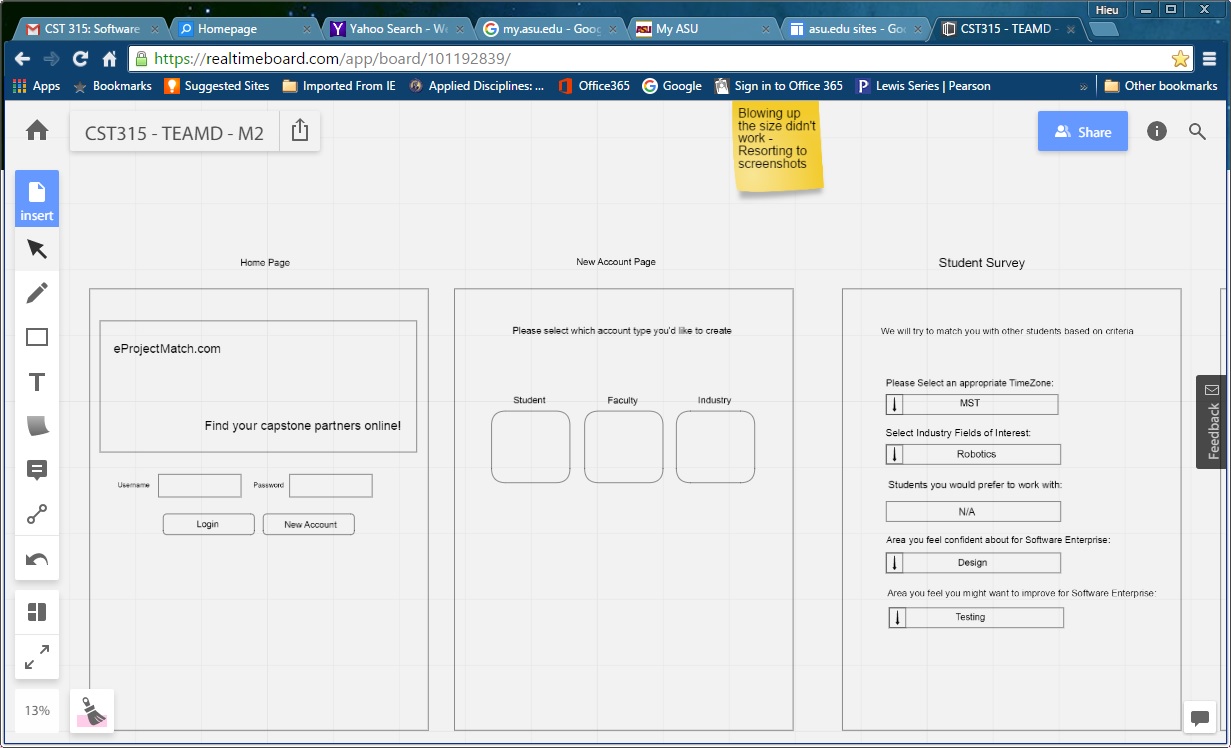 Hieu
CST 315: Software
Homepage
Yahoo Search - We
my.asu.edu - Goog
My ASU
asu.edu sites - Go
CST315 - TEAMD -
https://realtimeboard.com/app/board/101192839/
Apps
Bookmarks
Suggested Sites
Imported From IE
Applied Disciplines: ...
Office365
Google
Sign in to Office 365
Lewis Series | Pearson
»
Other bookmarks
CST315 - TEAMD - M2
Blowing up
the size didn't
work -
Resorting to
screenshots
Share
insert
Home Page
New Account Page
Student Survey
eProjectMatch.com
Find your capstone partners online!
Username
Password
Login
New Account
Please select which account type you'd like to create
Student
Faculty
Industry
We will try to match you with other students based on criteria
Please Select an appropriate TimeZone:
MST
Select Industry Fields of Interest:
Robotics
Students you would prefer to work with:
N/A
Area you feel confident about for Software Enterprise:
Design
Area you feel you might want to improve for Software Enterprise:
Testing
Feedback
13%